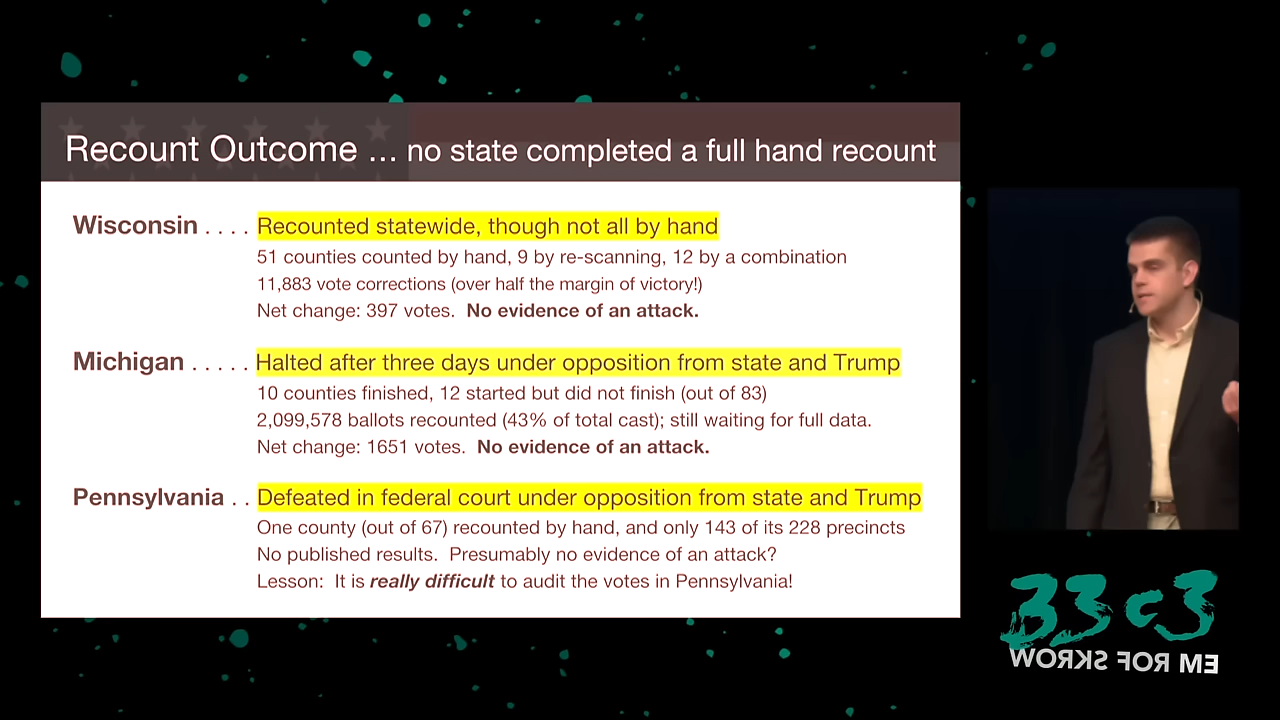 Recount Outcome ... no state completed a full hand recount
Wisconsin . . . . Recounted statewide, though not all by hand
51 counties counted by hand, 9 by re-scanning, 12 by a combination
11,883 vote corrections (over half the margin of victory!)
Net change: 397 votes. No evidence of an attack.
Michigan . . . . . Halted after three days under opposition from state and Trump
10 counties finished, 12 started but did not finish (out of 83)
2,099,578 ballots recounted (43% of total cast); still waiting for full data.
Net change: 1651 votes. No evidence of an attack.
Pennsylvania . . Defeated in federal court under opposition from state and Trump
One county (out of 67) recounted by hand, and only 143 of its 228 precincts
No published results. Presumably no evidence of an attack?
Lesson: It is really difficult to audit the votes in Pennsylvania!
33c3
WORKS FOR ME